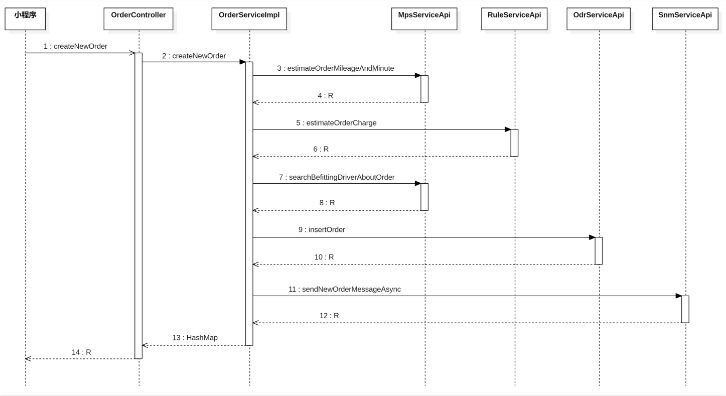 小程序
OrderController
OrderServiceImpl
MpsServiceApi
RuleServiceApi
OdrServiceApi
SnmServiceApi
1 : createNewOrder
2 : createNewOrder
3 : estimateOrderMileageAndMinute
4 : R
5 : estimateOrderCharge
6 : R
7 : searchBefittingDriverAboutOrder
8 : R
9 : insertOrder
10 : R
11 : sendNewOrderMessageAsync
12 : R
13 : HashMap
14 : R